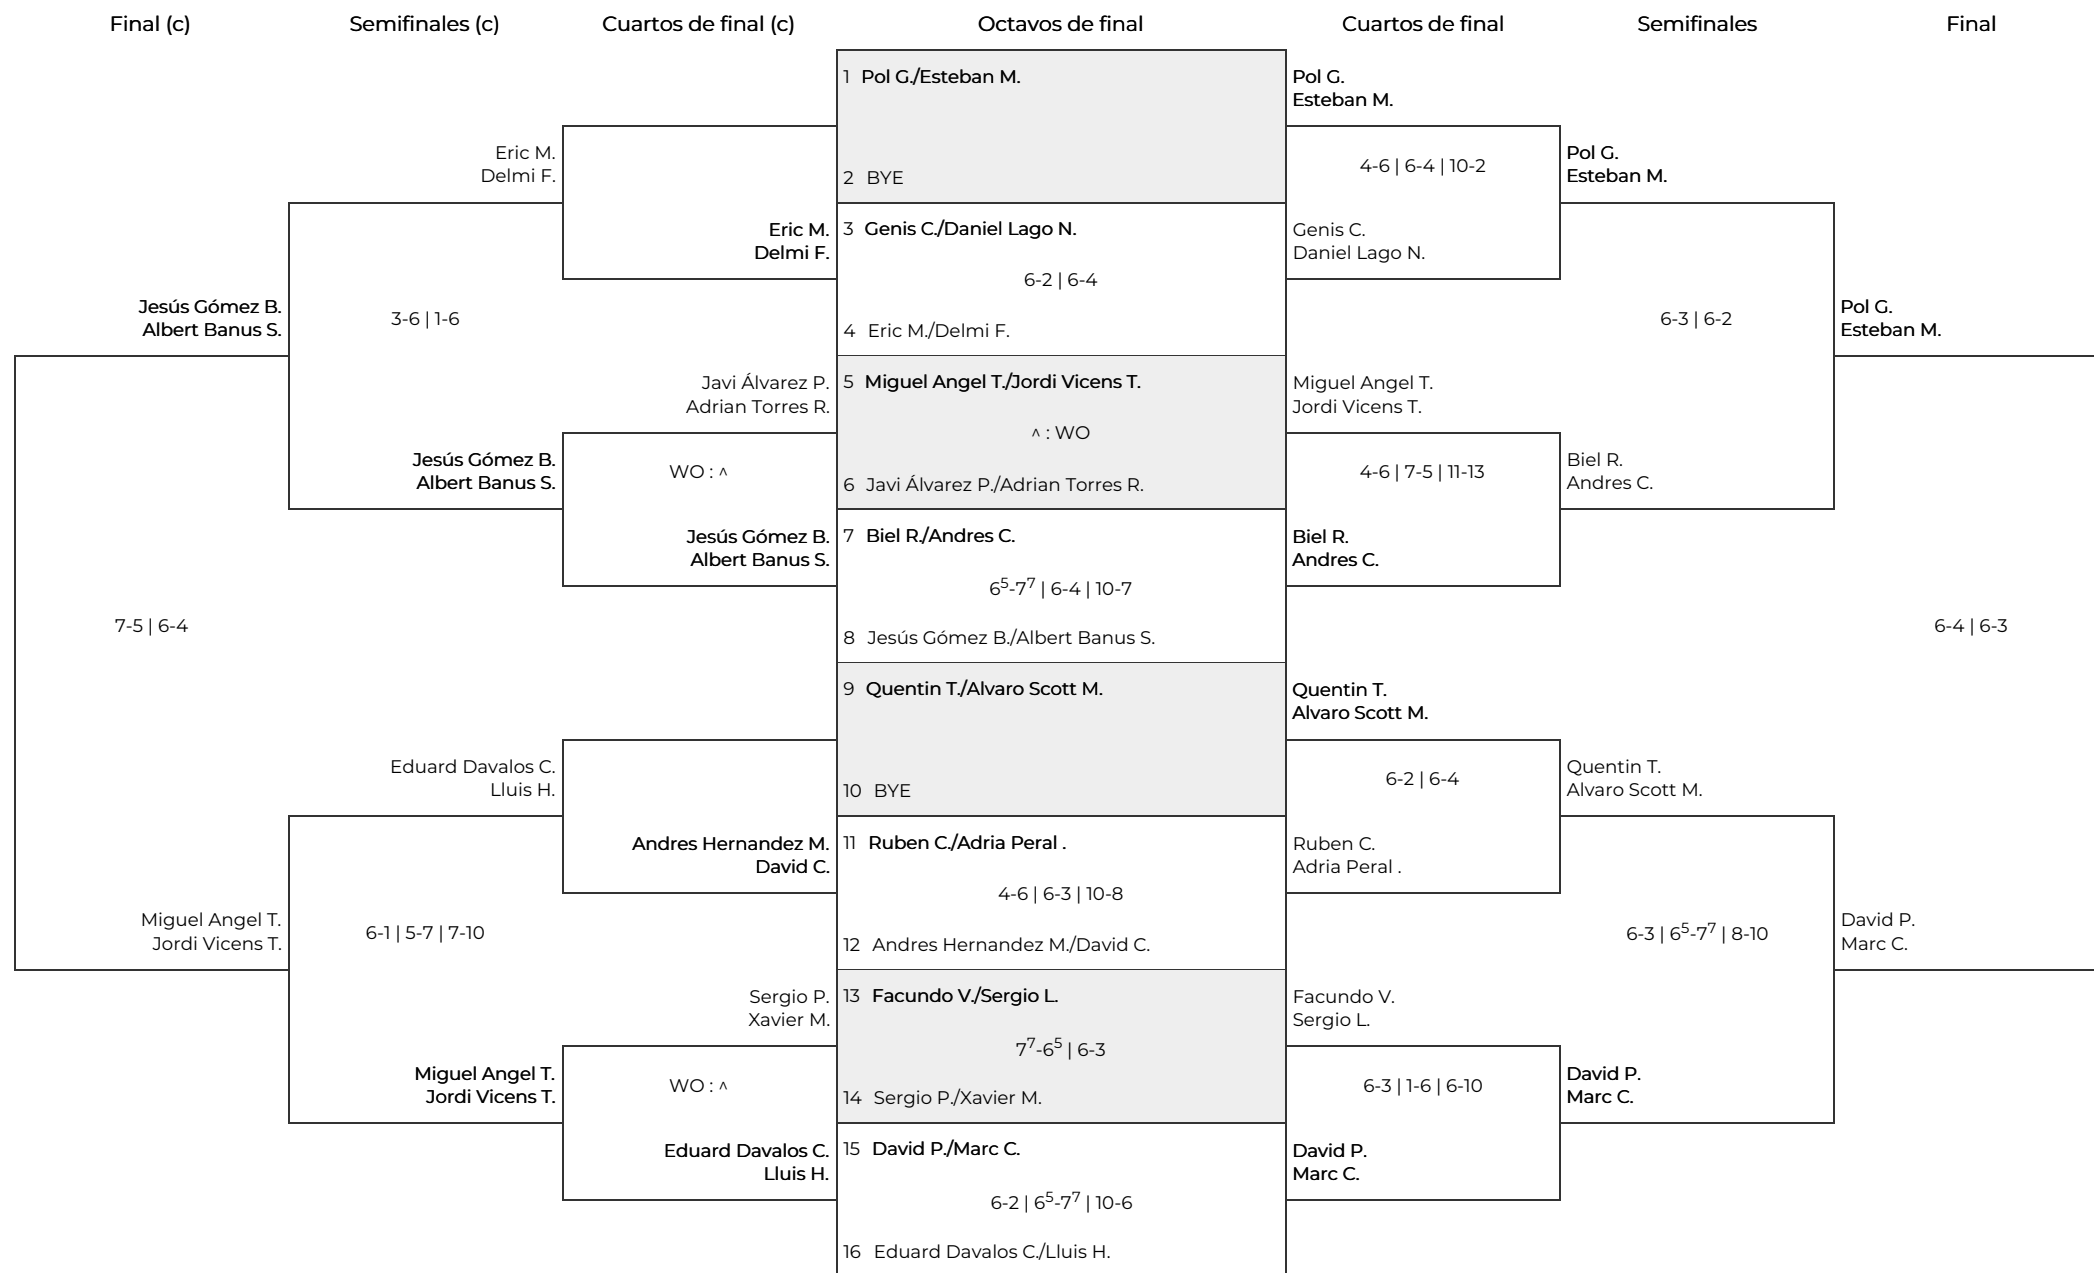 Final (c)
Semifinales (c)
Cuartos de final (c)
Octavos de final
Cuartos de final
Semifinales
Final
Jesús Gómez B.
Albert Banus S.
7-5 | 6-4
Miguel Angel T.
Jordi Vicens T.
Eric M.
Delmi F.
3-6 | 1-6
Jesús Gómez B.
Albert Banus S.
Eduard Davalos C.
Lluis H.
6-1 | 5-7 | 7-10
Miguel Angel T.
Jordi Vicens T.
Eric M.
Delmi F.
Javi Álvarez P.
Adrian Torres R.
WO : ^
Jesús Gómez B.
Albert Banus S.
Andres Hernandez M.
David C.
Sergio P.
Xavier M.
WO : ^
Eduard Davalos C.
Lluis H.
1 Pol G./Esteban M.
2 BYE
3 Genis C./Daniel Lago N.
6-2 | 6-4
4 Eric M./Delmi F.
5 Miguel Angel T./Jordi Vicens T.
^ : WO
6 Javi Álvarez P./Adrian Torres R.
7 Biel R./Andres C.
6⁵-7⁷ | 6-4 | 10-7
8 Jesús Gómez B./Albert Banus S.
9 Quentin T./Alvaro Scott M.
10 BYE
11 Ruben C./Adria Peral .
4-6 | 6-3 | 10-8
12 Andres Hernandez M./David C.
13 Facundo V./Sergio L.
7⁷-6⁵ | 6-3
14 Sergio P./Xavier M.
15 David P./Marc C.
6-2 | 6⁵-7⁷ | 10-6
16 Eduard Davalos C./Lluis H.
Pol G.
Esteban M.
4-6 | 6-4 | 10-2
Genis C.
Daniel Lago N.
Miguel Angel T.
Jordi Vicens T.
4-6 | 7-5 | 11-13
Biel R.
Andres C.
Quentin T.
Alvaro Scott M.
6-2 | 6-4
Ruben C.
Adria Peral .
Facundo V.
Sergio L.
6-3 | 1-6 | 6-10
David P.
Marc C.
Pol G.
Esteban M.
6-3 | 6-2
Biel R.
Andres C.
Quentin T.
Alvaro Scott M.
6-3 | 6⁵-7⁷ | 8-10
David P.
Marc C.
Pol G.
Esteban M.
6-4 | 6-3
David P.
Marc C.